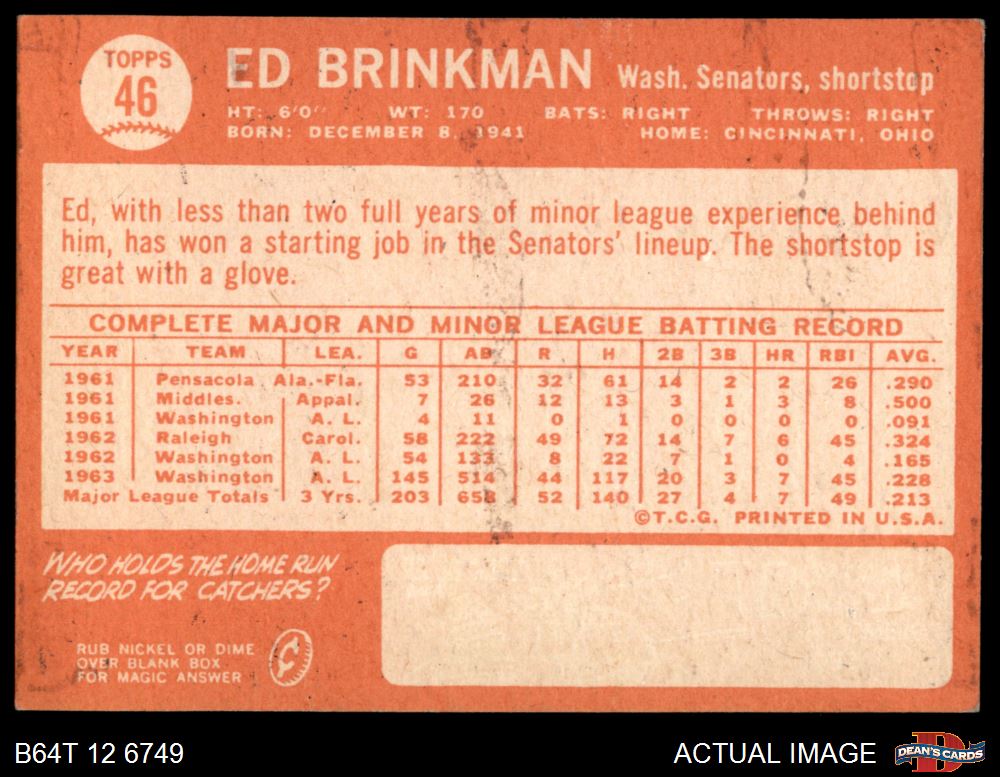 TOPPS
46
ED BRINKMAN Wash. Senators, shortstop
HT: 6'0" WT: 170 BATS: RIGHT THROWS: RIGHT
BORN: DECEMBER 8, 1941 HOME: CINCINNATI, OHIO
Ed, with less than two full years of minor league experience behind
him, has won a starting job in the Senators' lineup. The shortstop is
great with a glove.
COMPLETE MAJOR AND MINOR LEAGUE BATTING RECORD
YEAR TEAM LEA. G AB R H 2B 3B HR RBI AVG.
1961 Pensacola Ala.-Fla. 53 210 32 61 14 2 2 26 .290
1961 Middles. Appal. 7 26 12 13 3 1 3 8 .500
1961 Washington A. L. 4 11 0 1 0 0 0 0 .091
1962 Raleigh Carol. 58 222 49 72 14 7 6 45 .324
1962 Washington A. L. 54 133 8 22 7 1 0 4 .165
1963 Washington A. L. 145 514 44 117 20 3 7 45 .228
Major League Totals 3 Yrs. 203 658 52 140 27 4 7 49 .213
©T.C.G. PRINTED IN U.S.A.
WHO HOLDS THE HOME RUN
RECORD FOR CATCHERS?
RUB NICKEL OR DIME
OVER BLANK BOX
FOR MAGIC ANSWER
B64T 12 6749 ACTUAL IMAGE DEAN'S CARDS